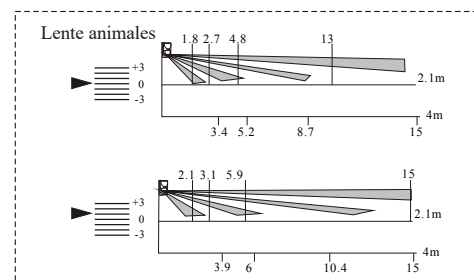 Lente animales
1.8 2.7 4.8 13
+3
0
-3
2.1m
4m
3.4 5.2 8.7 15
2.1 3.1 5.9 15
+3
0
-3
2.1m
4m
3.9 6 10.4 15